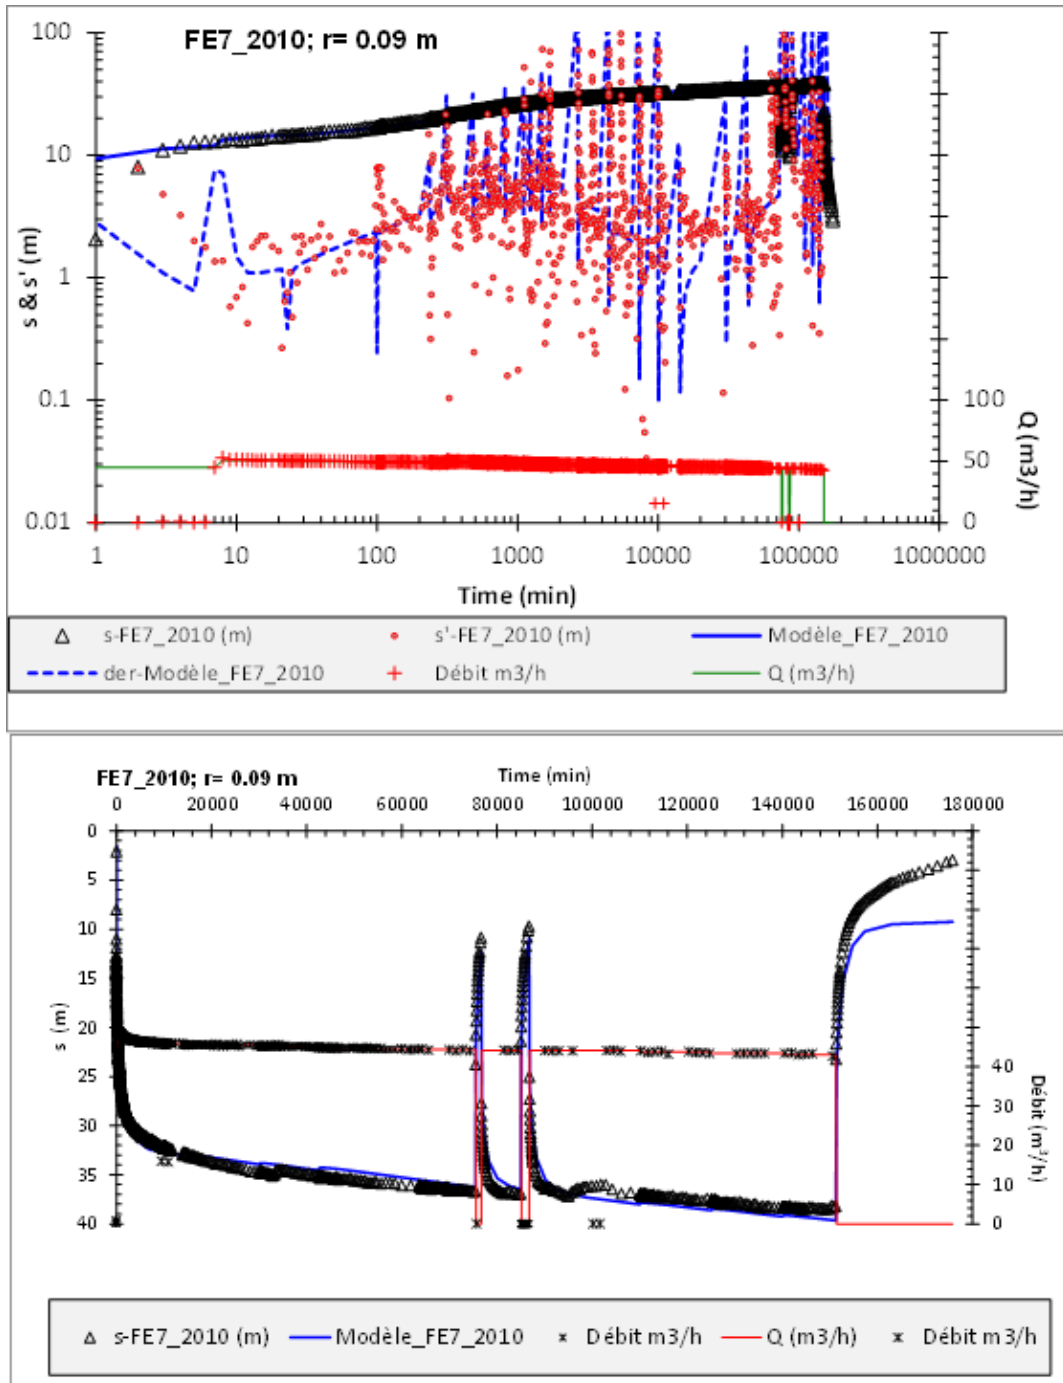 FE7_2010; r= 0.09 m
100
10
1
0.1
0.01
s & s' (m)
100
50
0
Q (m3/h)
1 10 100 1000 10000 100000 1000000
Time (min)
s-FE7_2010 (m) s'-FE7_2010 (m) Modèle_FE7_2010
der-Modèle_FE7_2010 Débit m3/h Q (m3/h)
FE7_2010; r= 0.09 m
Time (min)
0 20000 40000 60000 80000 100000 120000 140000 160000 180000
0
5
10
15
20
25
30
35
40
s (m)
40
30
20
10
0
Débit (m³/h)
s-FE7_2010 (m) Modèle_FE7_2010 Débit m3/h Q (m3/h) Débit m3/h